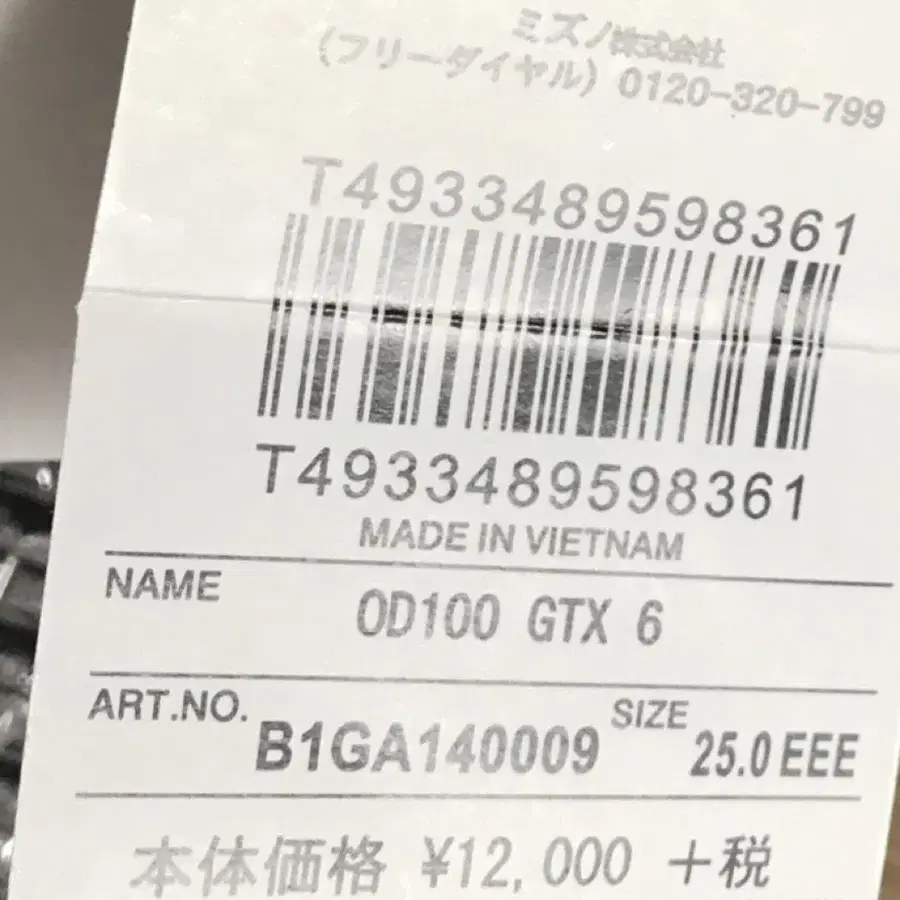 ミズノ株式会社
(フリーダイヤル) 0120-320-799
T4933489598361
T4933489598361
MADE IN VIETNAM
NAME OD100 GTX 6
ART.NO. B1GA140009 SIZE 25.0 EEE
本体価格 ¥12,000 +税